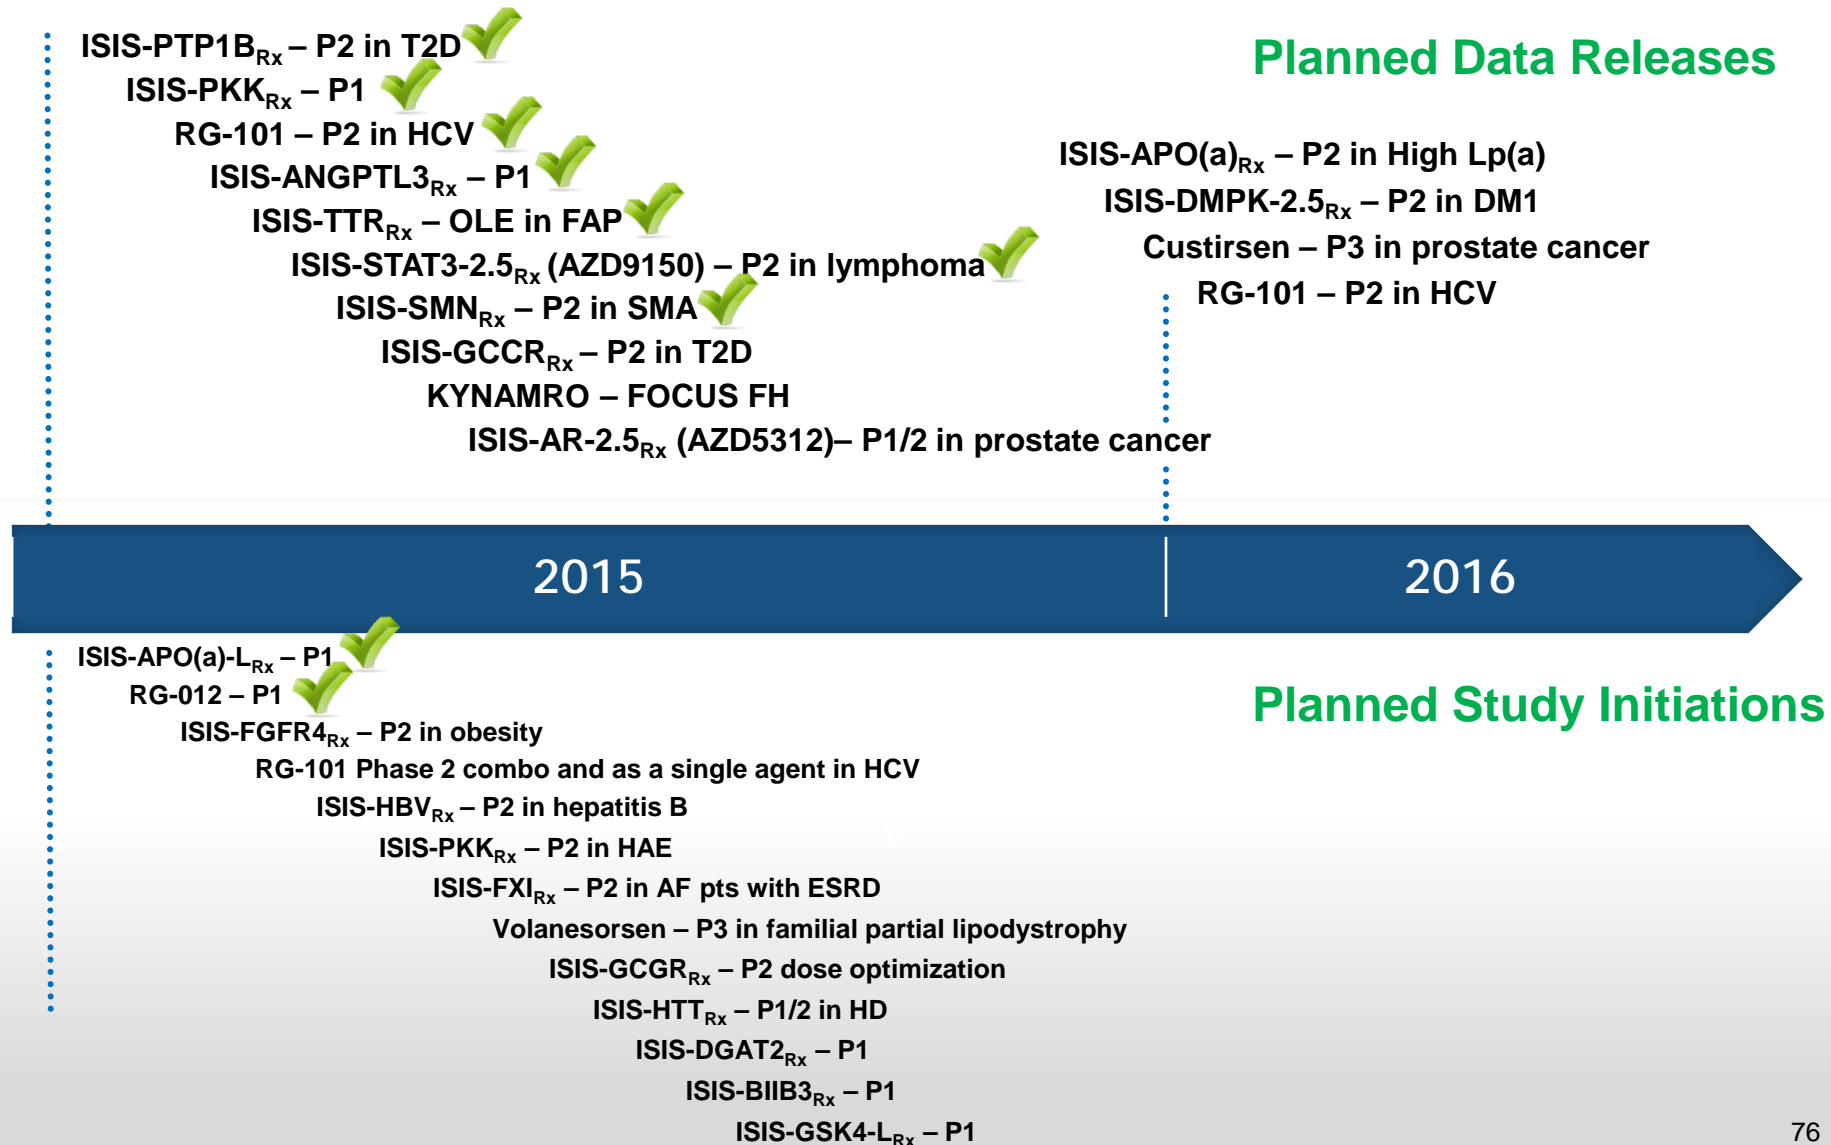 Planned Data Releases
ISIS-PTP1BRx – P2 in T2D
ISIS-PKKRx – P1
RG-101 – P2 in HCV
ISIS-ANGPTL3Rx – P1
ISIS-TTRRx – OLE in FAP
ISIS-STAT3-2.5Rx (AZD9150) – P2 in lymphoma
ISIS-SMNRx – P2 in SMA
ISIS-GCCRRx – P2 in T2D
KYNAMRO – FOCUS FH
ISIS-AR-2.5Rx (AZD5312)– P1/2 in prostate cancer
ISIS-APO(a)Rx – P2 in High Lp(a)
ISIS-DMPK-2.5Rx – P2 in DM1
Custirsen – P3 in prostate cancer
RG-101 – P2 in HCV
2015
2016
Planned Study Initiations
ISIS-APO(a)-LRx – P1
RG-012 – P1
ISIS-FGFR4Rx – P2 in obesity
RG-101 Phase 2 combo and as a single agent in HCV
ISIS-HBVRx – P2 in hepatitis B
ISIS-PKKRx – P2 in HAE
ISIS-FXIRx – P2 in AF pts with ESRD
Volanesorsen – P3 in familial partial lipodystrophy
ISIS-GCGRRx – P2 dose optimization
ISIS-HTTRx – P1/2 in HD
ISIS-DGAT2Rx – P1
ISIS-BIIB3Rx – P1
ISIS-GSK4-LRx – P1
76